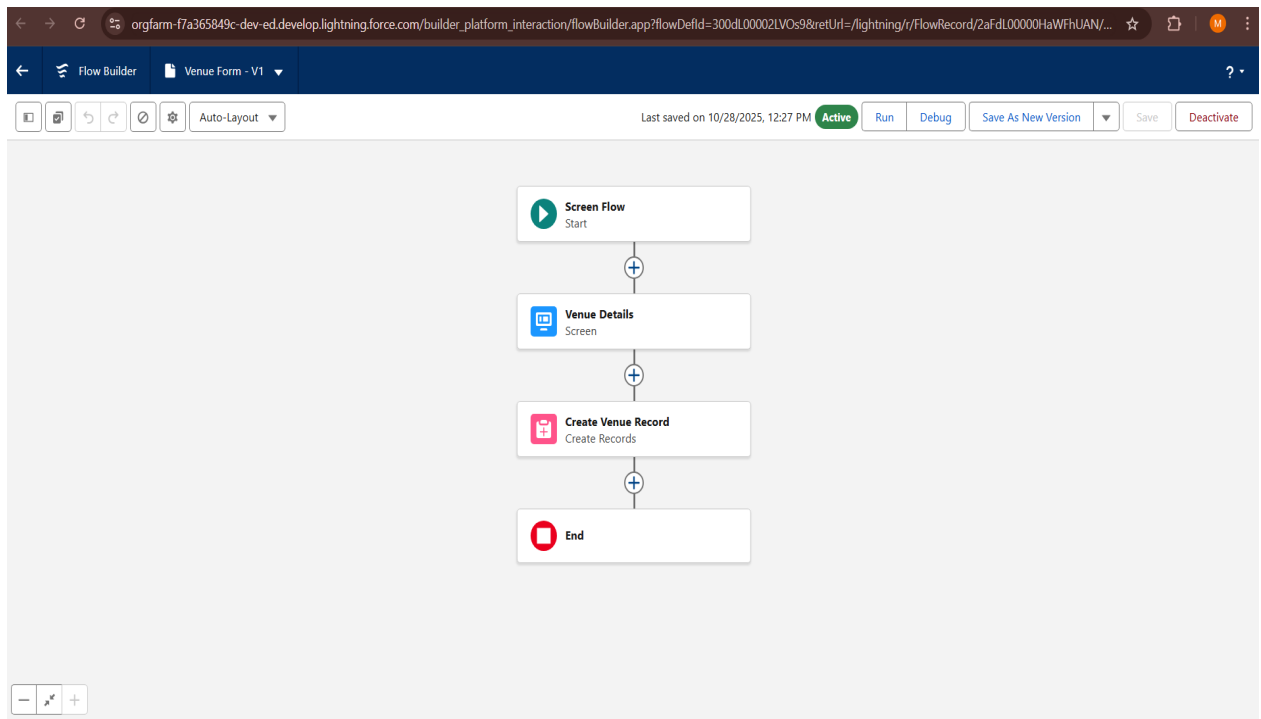 orgfarm-f7a365849c-dev-ed.develop.lightning.force.com/builder_platform_interaction/flowBuilder.app?flowDefId=300dL00002LVOs9&retUrl=/lightning/r/FlowRecord/2aFdL00000HaWFhUAN/... M
Flow Builder Venue Form - V1 ?
Auto-Layout Last saved on 10/28/2025, 12:27 PM Active Run Debug Save As New Version Save Deactivate
Screen Flow
Start
Venue Details
Screen
Create Venue Record
Create Records
End